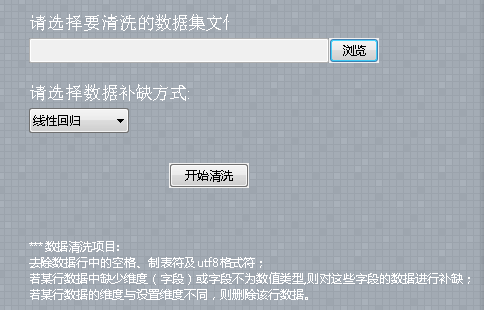 请选择要清洗的数据集文
浏览
请选择数据补缺方式:
线性回归
开始清洗
***数据清洗项目:
去除数据行中的空格、制表符及utf8格式符；
若某行数据中缺少维度（字段）或字段不为数值类型,则对这些字段的数据进行补缺；
若某行数据的维度与设置维度不同，则删除该行数据。